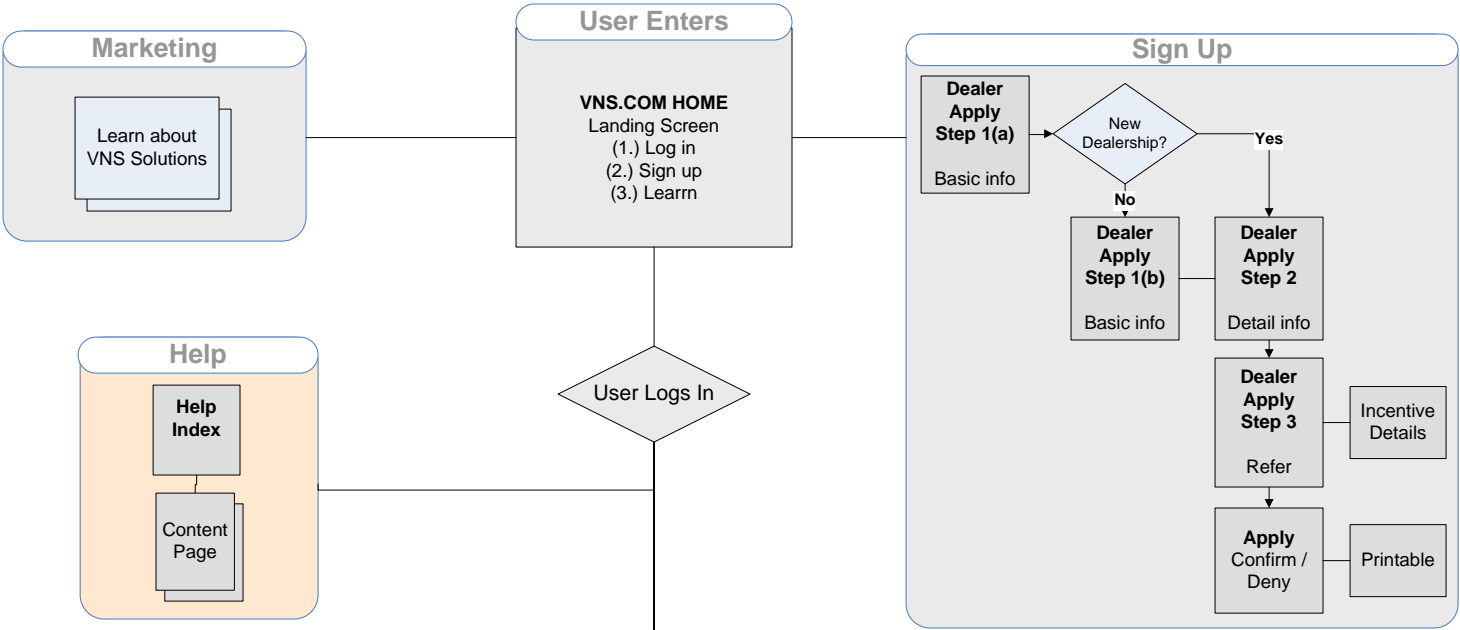 Marketing
Learn about
VNS Solutions
User Enters
VNS.COM HOME
Landing Screen
(1.) Log in
(2.) Sign up
(3.) Learrn
Sign Up
Dealer
Apply
Step 1(a)
Basic info
New
Dealership?
Yes
No
Dealer
Apply
Step 1(b)
Basic info
Dealer
Apply
Step 2
Detail info
Dealer
Apply
Step 3
Refer
Incentive
Details
Apply
Confirm /
Deny
Printable
User Logs In
Help
Help
Index
Content
Page